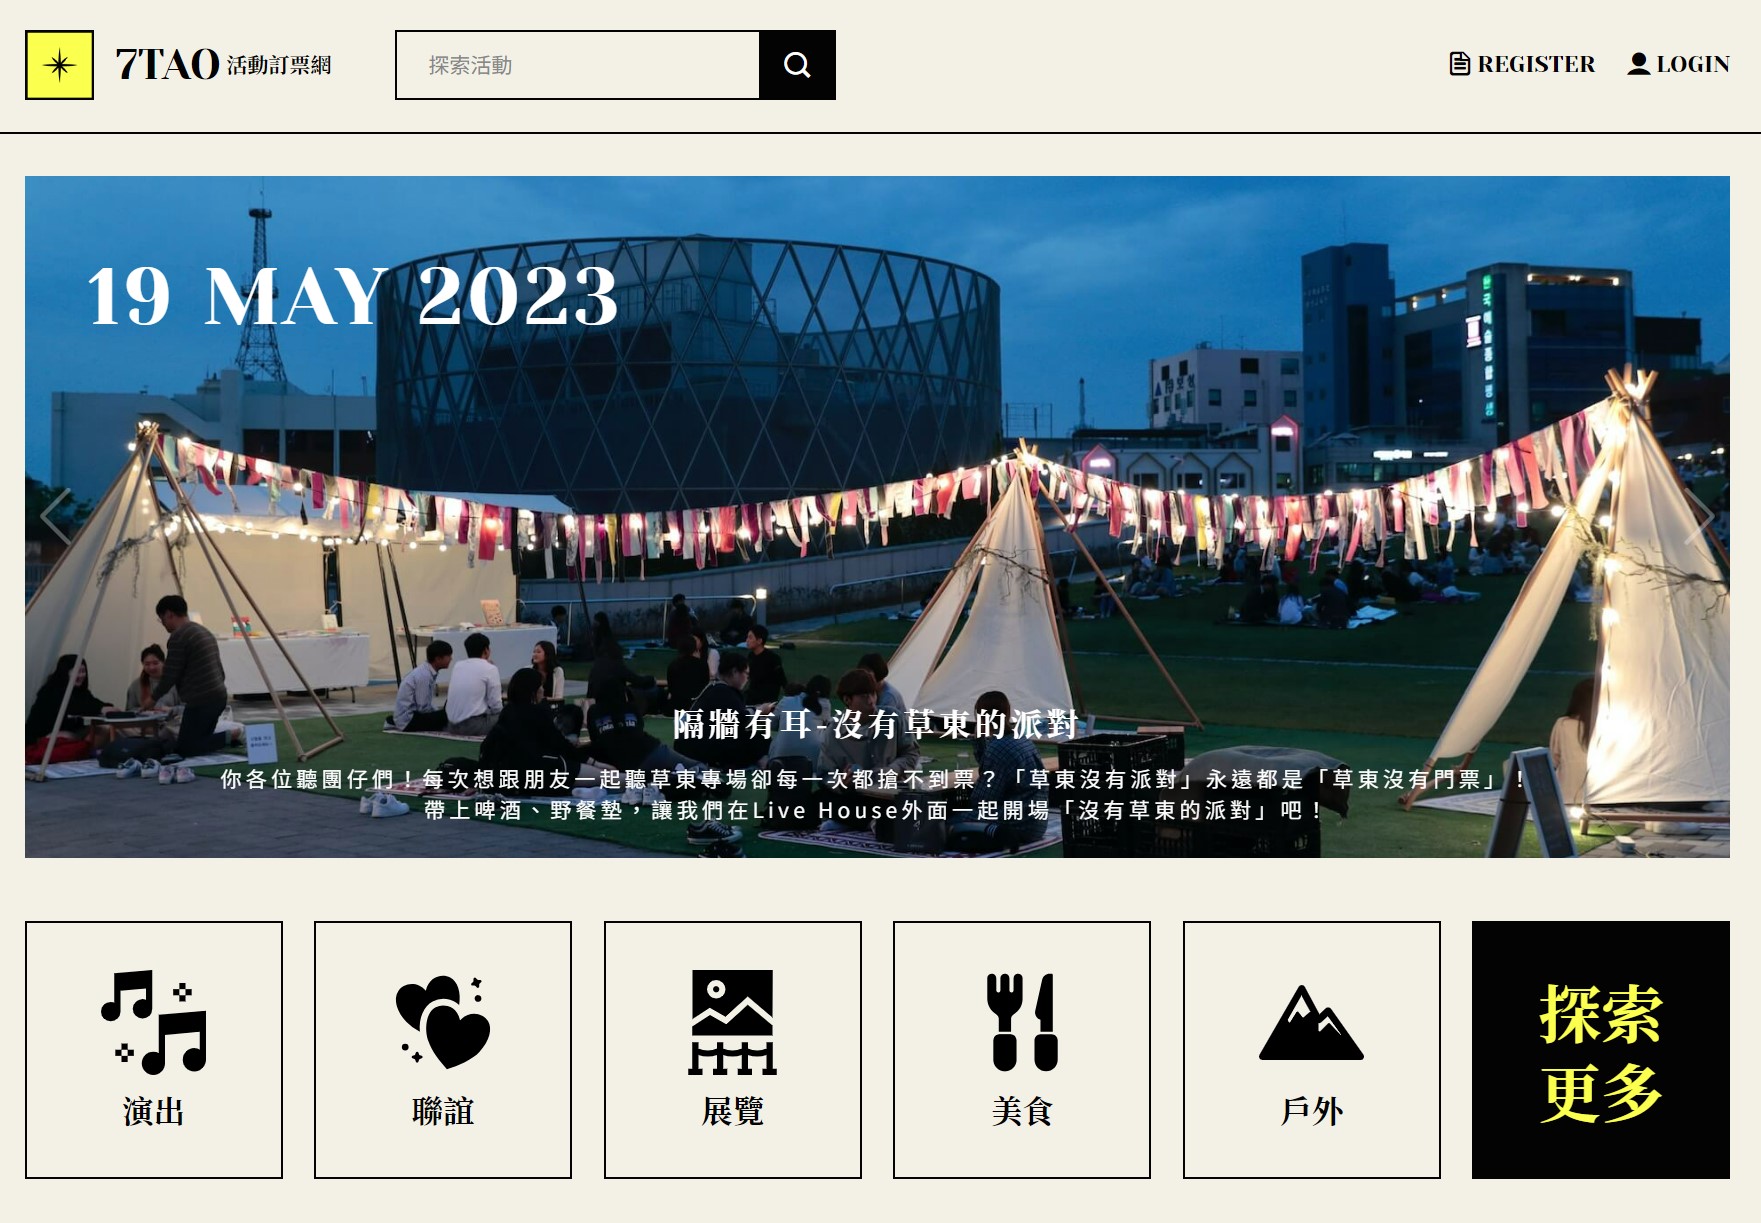 7TAO 活動訂票網
探索活動
REGISTER
LOGIN
19 MAY 2023
隔牆有耳-沒有草東的派對
你各位聽團仔們！每次想跟朋友一起聽草東專場卻每一次都搶不到票？「草東沒有派對」永遠都是「草東沒有門票」！
帶上啤酒、野餐墊，讓我們在Live House外面一起開場「沒有草東的派對」吧！
演出
聯誼
展覽
美食
戶外
探索
更多